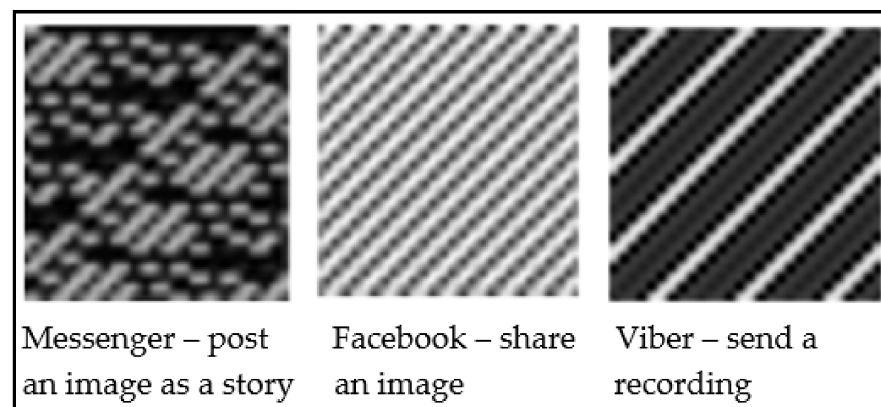 Messenger – post
an image as a story
Facebook – share
an image
Viber – send a
recording